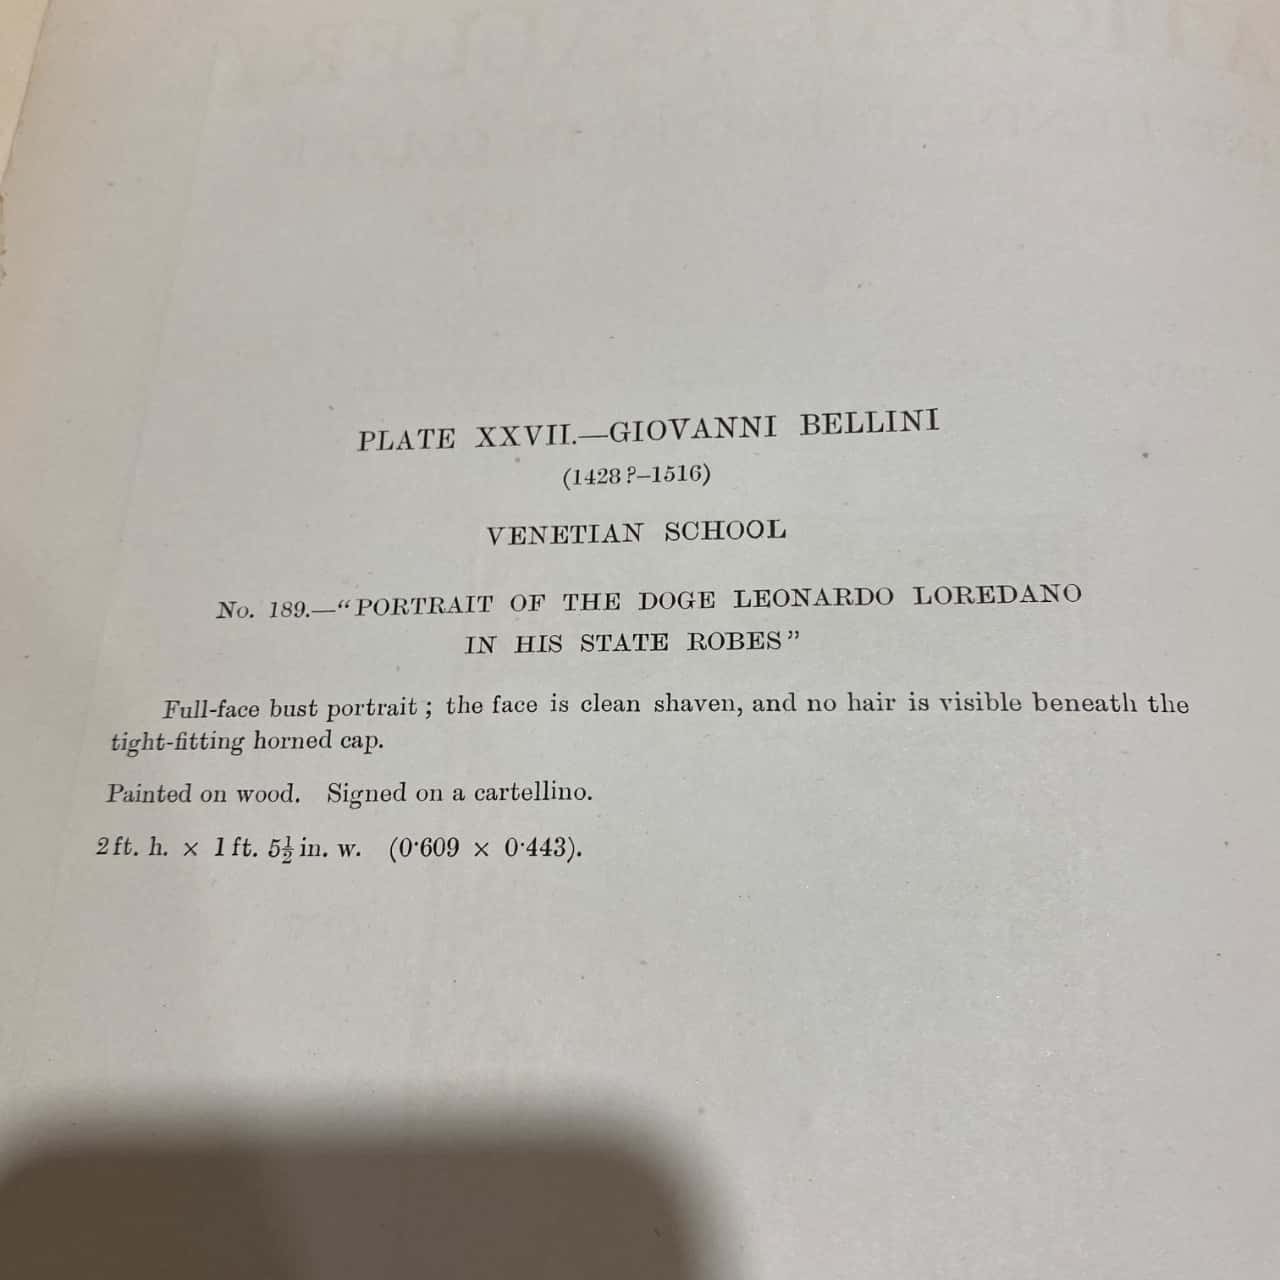 PLATE XXVII.—GIOVANNI BELLINI
(1428?–1516)
VENETIAN SCHOOL
No. 189.—“PORTRAIT OF THE DOGE LEONARDO LOREDANO
IN HIS STATE ROBES”
Full-face bust portrait; the face is clean shaven, and no hair is visible beneath the
tight-fitting horned cap.
Painted on wood. Signed on a cartellino.
2 ft. h. × 1 ft. 5½ in. w. (0·609 × 0·443).